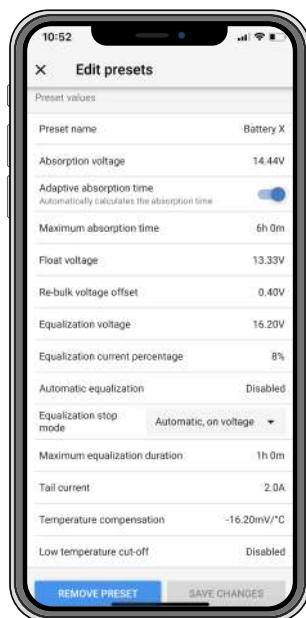 10:52
× Edit presets
Preset values
Preset name Battery X
Absorption voltage 14.44V
Adaptive absorption time
Automatically calculates the absorption time
Maximum absorption time 6h 0m
Float voltage 13.33V
Re-bulk voltage offset 0.40V
Equalization voltage 16.20V
Equalization current percentage 8%
Automatic equalization Disabled
Equalization stop mode Automatic, on voltage
Maximum equalization duration 1h 0m
Tail current 2.0A
Temperature compensation -16.20mV/°C
Low temperature cut-off Disabled
REMOVE PRESET SAVE CHANGES